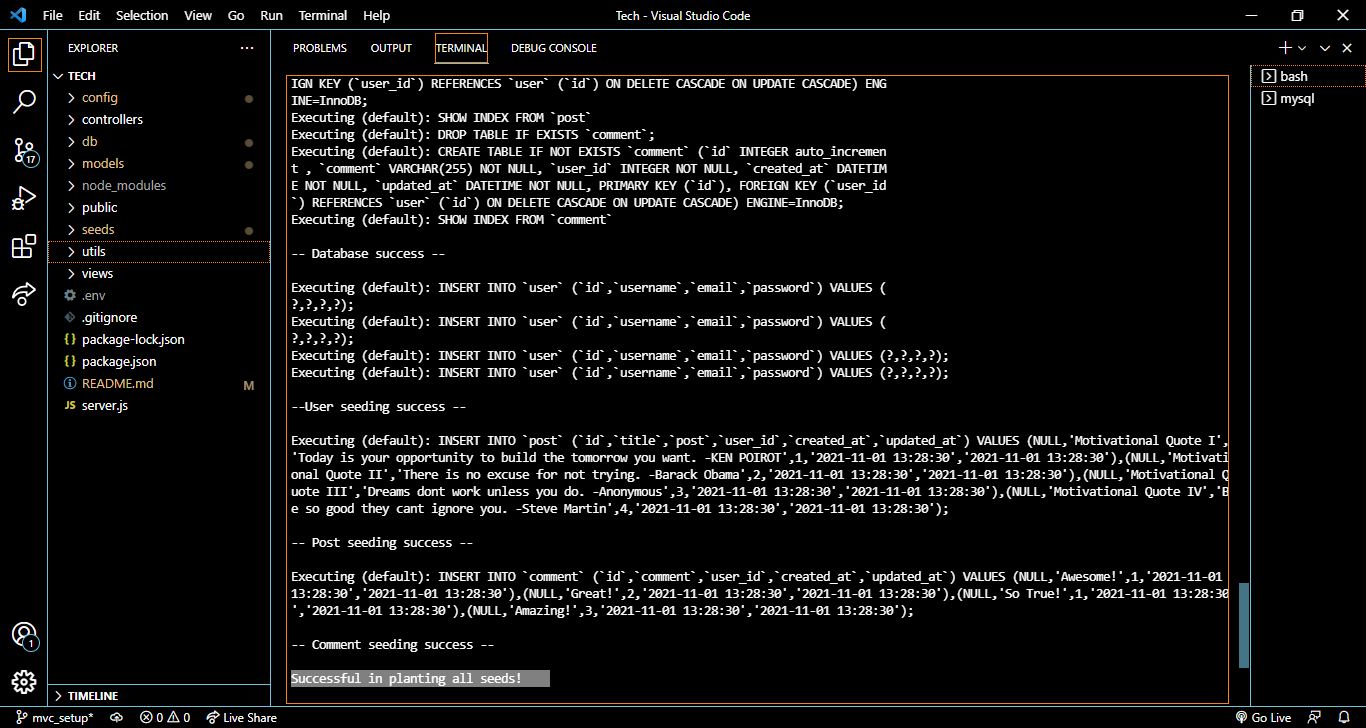 File Edit Selection View Go Run Terminal Help
Tech - Visual Studio Code
EXPLORER
TECH
config
controllers
db
models
node_modules
public
seeds
utils
views
.env
.gitignore
package-lock.json
package.json
README.md M
JS server.js
TIMELINE
17
1
PROBLEMS OUTPUT TERMINAL DEBUG CONSOLE
bash
mysql
IGN KEY (`user_id`) REFERENCES `user` (`id`) ON DELETE CASCADE ON UPDATE CASCADE) ENG
INE=InnoDB;
Executing (default): SHOW INDEX FROM `post`
Executing (default): DROP TABLE IF EXISTS `comment`;
Executing (default): CREATE TABLE IF NOT EXISTS `comment` (`id` INTEGER auto_incremen
t , `comment` VARCHAR(255) NOT NULL, `user_id` INTEGER NOT NULL, `created_at` DATETIM
E NOT NULL, `updated_at` DATETIME NOT NULL, PRIMARY KEY (`id`), FOREIGN KEY (`user_id
`) REFERENCES `user` (`id`) ON DELETE CASCADE ON UPDATE CASCADE) ENGINE=InnoDB;
Executing (default): SHOW INDEX FROM `comment`
-- Database success --
Executing (default): INSERT INTO `user` (`id`,`username`,`email`,`password`) VALUES (
?,?,?,?);
Executing (default): INSERT INTO `user` (`id`,`username`,`email`,`password`) VALUES (
?,?,?,?);
Executing (default): INSERT INTO `user` (`id`,`username`,`email`,`password`) VALUES (?,?,?,?);
Executing (default): INSERT INTO `user` (`id`,`username`,`email`,`password`) VALUES (?,?,?,?);
--User seeding success --
Executing (default): INSERT INTO `post` (`id`,`title`,`post`,`user_id`,`created_at`,`updated_at`) VALUES (NULL,'Motivational Quote I',
'Today is your opportunity to build the tomorrow you want. -KEN POIROT',1,'2021-11-01 13:28:30','2021-11-01 13:28:30'),(NULL,'Motivati
onal Quote II','There is no excuse for not trying. -Barack Obama',2,'2021-11-01 13:28:30','2021-11-01 13:28:30'),(NULL,'Motivational Q
uote III','Dreams dont work unless you do. -Anonymous',3,'2021-11-01 13:28:30','2021-11-01 13:28:30'),(NULL,'Motivational Quote IV','B
e so good they cant ignore you. -Steve Martin',4,'2021-11-01 13:28:30','2021-11-01 13:28:30');
-- Post seeding success --
Executing (default): INSERT INTO `comment` (`id`,`comment`,`user_id`,`created_at`,`updated_at`) VALUES (NULL,'Awesome!',1,'2021-11-01
13:28:30','2021-11-01 13:28:30'),(NULL,'Great!',2,'2021-11-01 13:28:30','2021-11-01 13:28:30'),(NULL,'So True!',1,'2021-11-01 13:28:30
','2021-11-01 13:28:30'),(NULL,'Amazing!',3,'2021-11-01 13:28:30','2021-11-01 13:28:30');
-- Comment seeding success --
Successful in planting all seeds!
mvc_setup* 0 0 Live Share Go Live